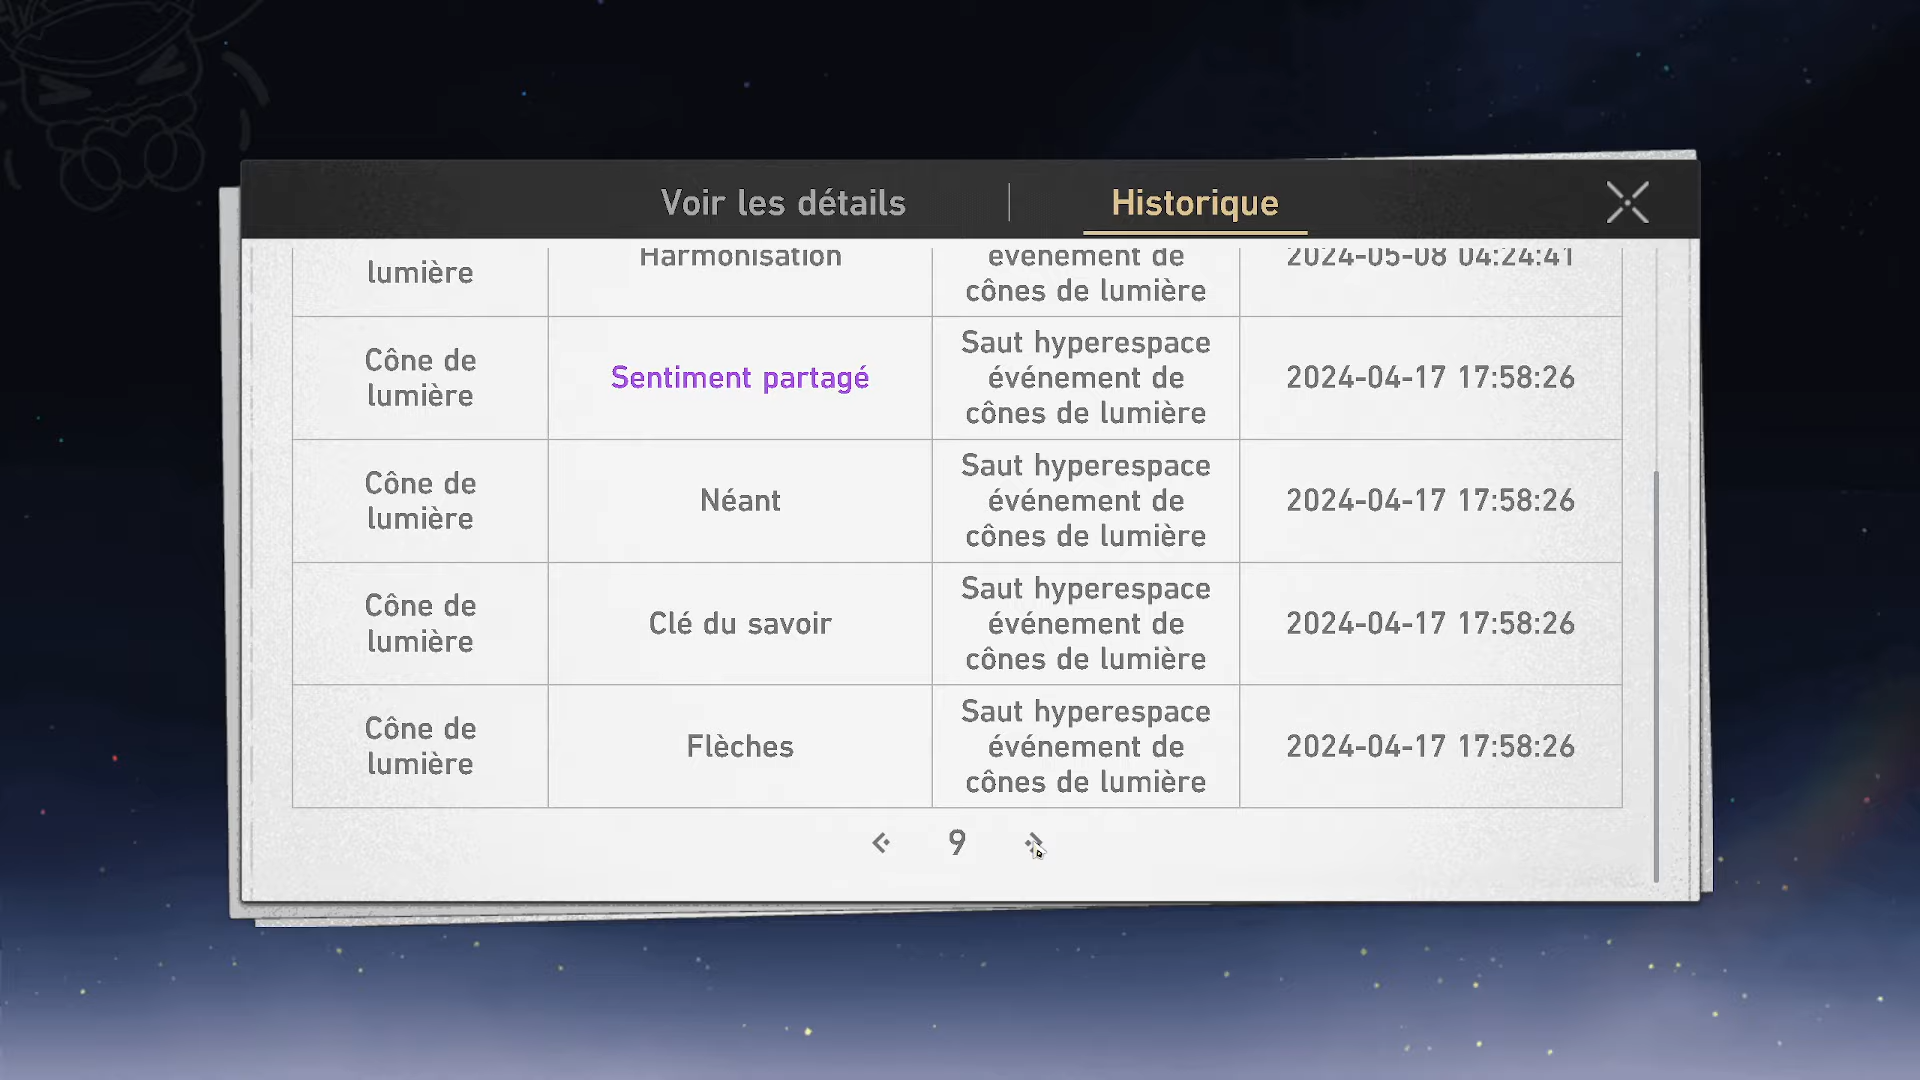 Voir les détails
Historique
lumière
Harmonisation
événement de
cônes de lumière
2024-05-08 04:24:41
Cône de
lumière
Sentiment partagé
Saut hyperespace
événement de
cônes de lumière
2024-04-17 17:58:26
Cône de
lumière
Néant
Saut hyperespace
événement de
cônes de lumière
2024-04-17 17:58:26
Cône de
lumière
Clé du savoir
Saut hyperespace
événement de
cônes de lumière
2024-04-17 17:58:26
Cône de
lumière
Flèches
Saut hyperespace
événement de
cônes de lumière
2024-04-17 17:58:26
9